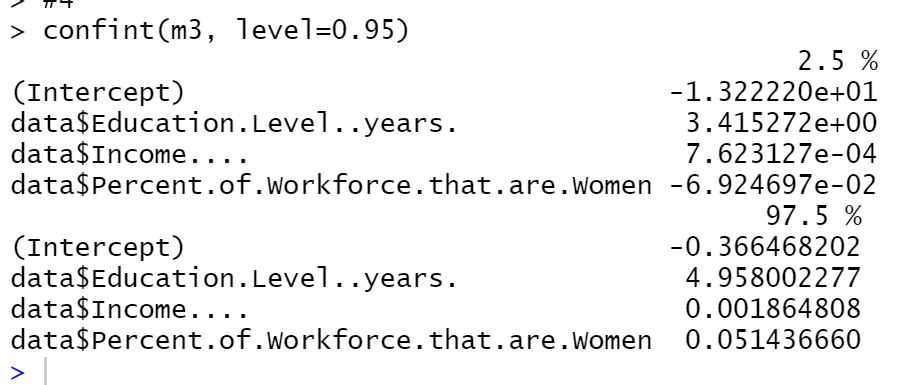 > #4
> confint(m3, level=0.95)
2.5 %
(Intercept) -1.322220e+01
data$Education.Level..years. 3.415272e+00
data$Income.... 7.623127e-04
data$Percent.of.Workforce.that.are.Women -6.924697e-02
97.5 %
(Intercept) -0.366468202
data$Education.Level..years. 4.958002277
data$Income.... 0.001864808
data$Percent.of.Workforce.that.are.Women 0.051436660
>